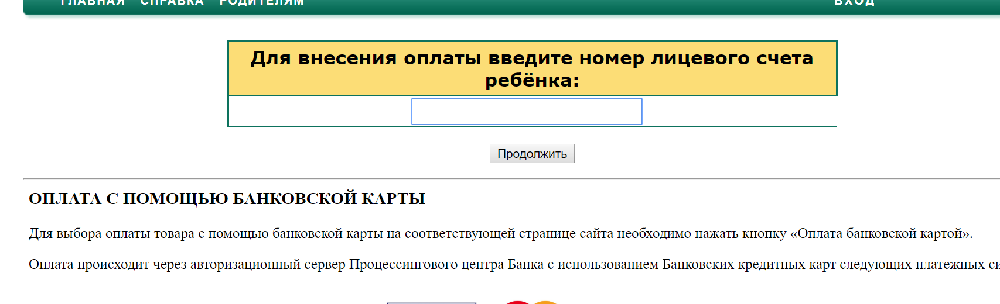 ГЛАВНАЯ СПРАВКА РОДИТЕЛЯМ ВХОД
Для внесения оплаты введите номер лицевого счета
ребёнка:
Продолжить
ОПЛАТА С ПОМОЩЬЮ БАНКОВСКОЙ КАРТЫ
Для выбора оплаты товара с помощью банковской карты на соответствующей странице сайта необходимо нажать кнопку «Оплата банковской картой».
Оплата происходит через авторизационный сервер Процессингового центра Банка с использованием Банковских кредитных карт следующих платежных